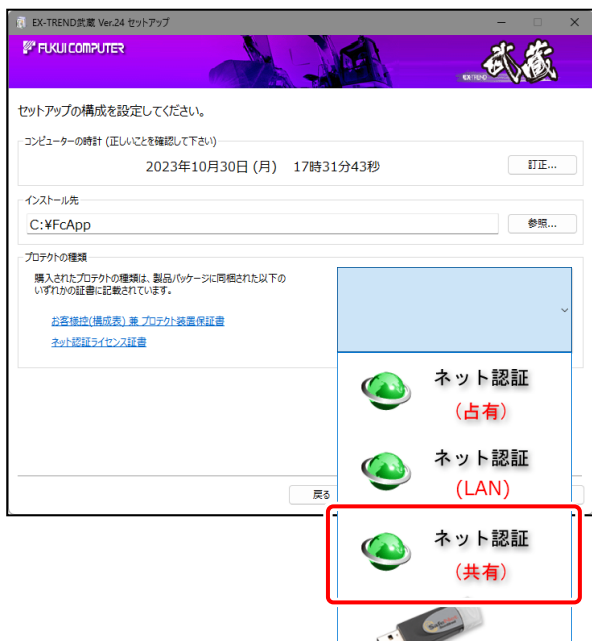 EX-TREND武蔵 Ver.24 セットアップ
FUKUI COMPUTER
EX-TREND 武蔵
セットアップの構成を設定してください。
コンピューターの時計 (正しいことを確認して下さい)
2023年10月30日 (月) 17時31分43秒
訂正...
インストール先
C:¥FcApp
参照...
プロテクトの種類
購入されたプロテクトの種類は、製品パッケージに同梱された以下の
いずれかの証書に記載されています。
お客様控(構成表) 兼 プロテクト装置保証書
ネット認証ライセンス証書
ネット認証
(占有)
ネット認証
(LAN)
戻る
ネット認証
(共有)